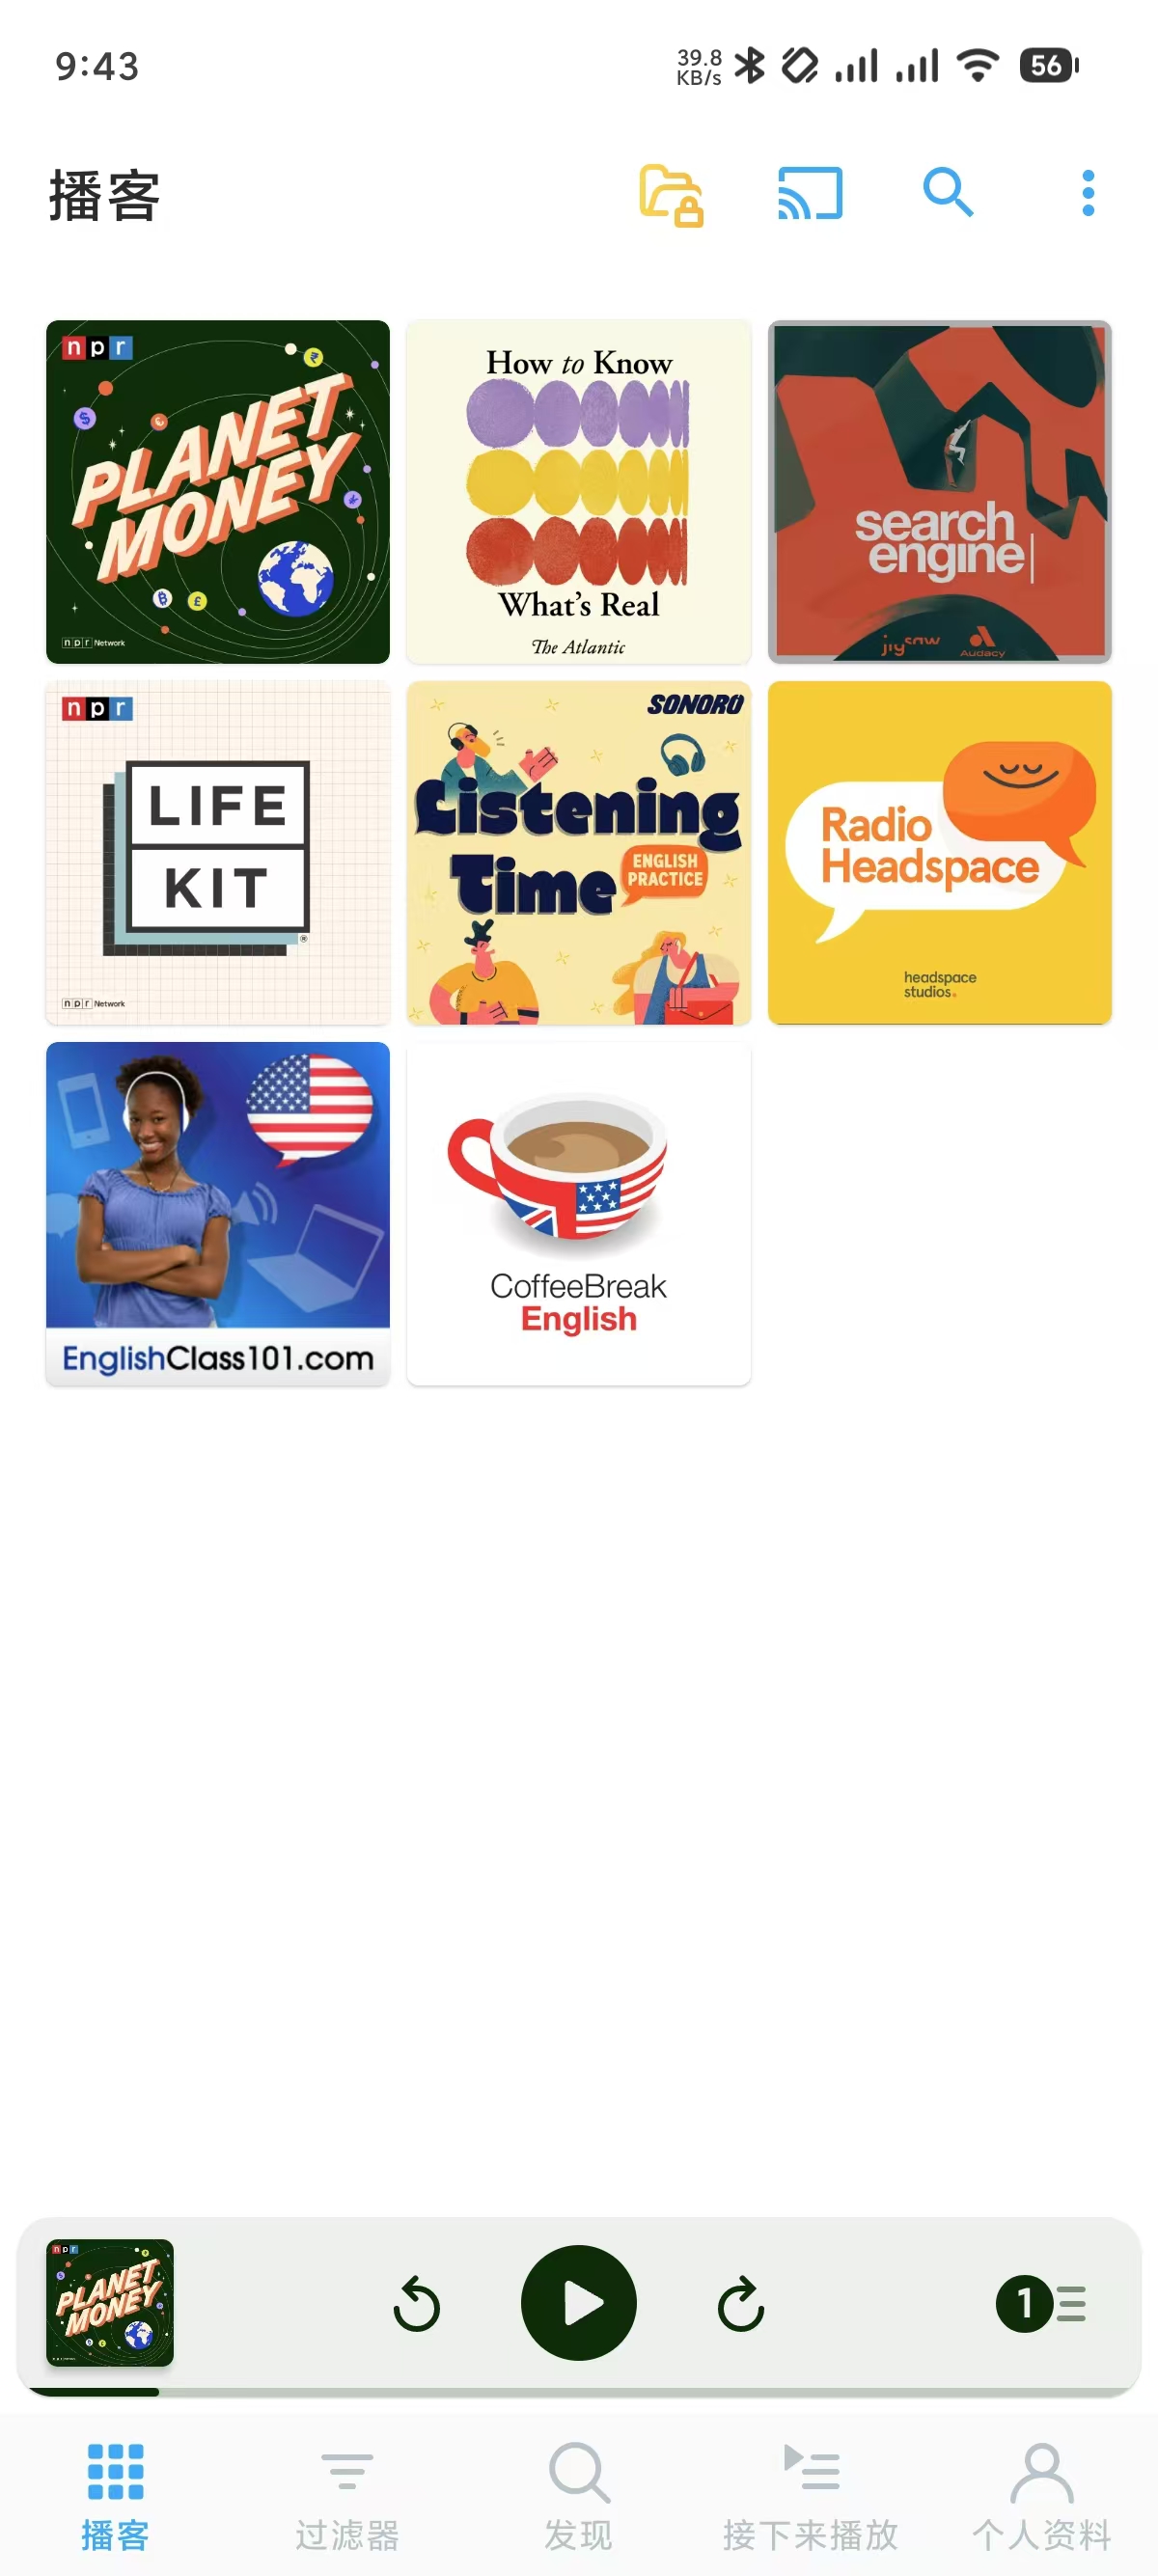 9:43
39.8
KB/s
56
播客
npr
PLANET
MONEY
npr Network
How to Know
What's Real
The Atlantic
search
engine
jigsaw
Audacy
npr
LIFE
KIT
npr Network
SONORO
Listening
Time
ENGLISH
PRACTICE
Radio
Headspace
headspace
studios.
EnglishClass101.com
CoffeeBreak
English
npr
PLANET
MONEY
1
播客
过滤器
发现
接下来播放
个人资料